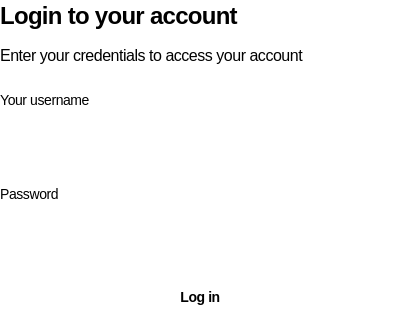 Login to your account
Enter your credentials to access your account
Your username
Password
Log in